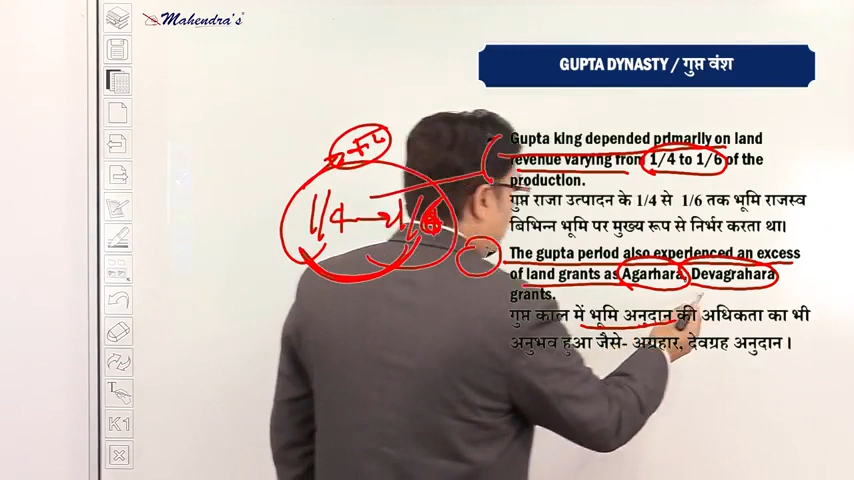 Mahendra's
GUPTA DYNASTY / गुप्त वंश
Gupta king depended primarily on land
revenue varying from 1/4 to 1/6 of the
production.
गुप्त राजा उत्पादन के 1/4 से 1/6 तक भूमि राजस्व
बिभिन्न भूमि पर मुख्य रूप से निर्भर करता था।
The gupta period also experienced an excess
of land grants as Agarhara, Devagrahara
grants.
गुप्त काल में भूमि अनुदान की अधिकता का भी
अनुभव हुआ जैसे- अग्रहार, देवग्रह अनुदान।
K1